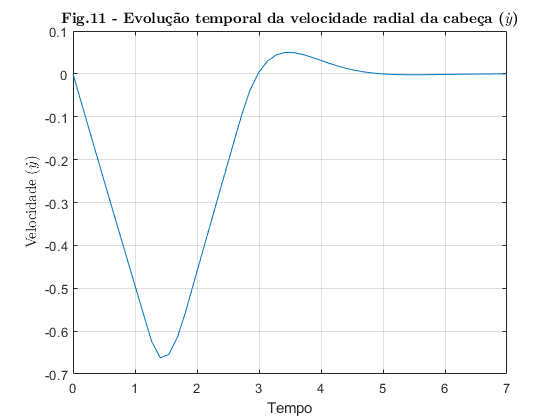 Fig.11 - Evolução temporal da velocidade radial da cabeça (ẏ)
0.1
0
-0.1
-0.2
-0.3
-0.4
-0.5
-0.6
-0.7
Velocidade (ẏ)
0 1 2 3 4 5 6 7
Tempo